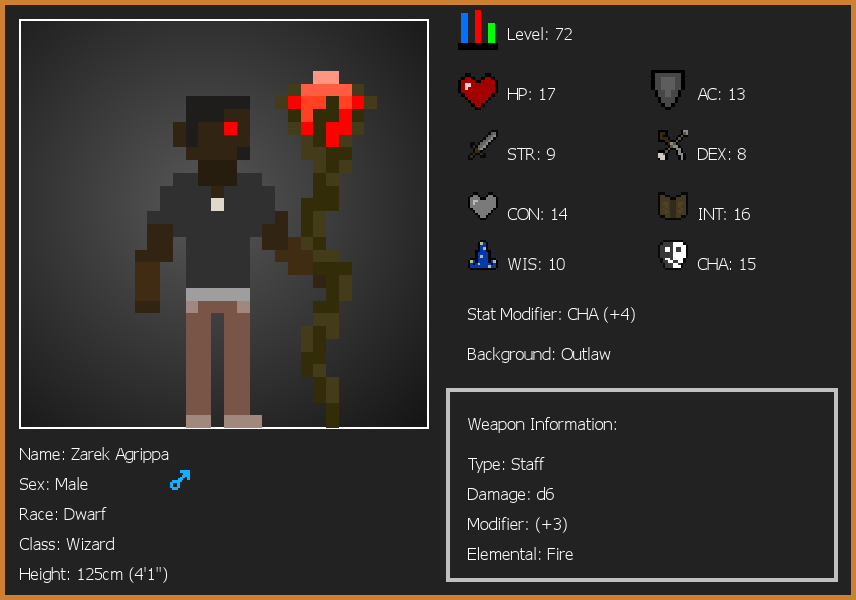 Level: 72
HP: 17
AC: 13
STR: 9
DEX: 8
CON: 14
INT: 16
WIS: 10
CHA: 15
Stat Modifier: CHA (+4)
Background: Outlaw
Weapon Information:
Type: Staff
Damage: d6
Modifier: (+3)
Elemental: Fire
Name: Zarek Agrippa
Sex: Male
Race: Dwarf
Class: Wizard
Height: 125cm (4'1")